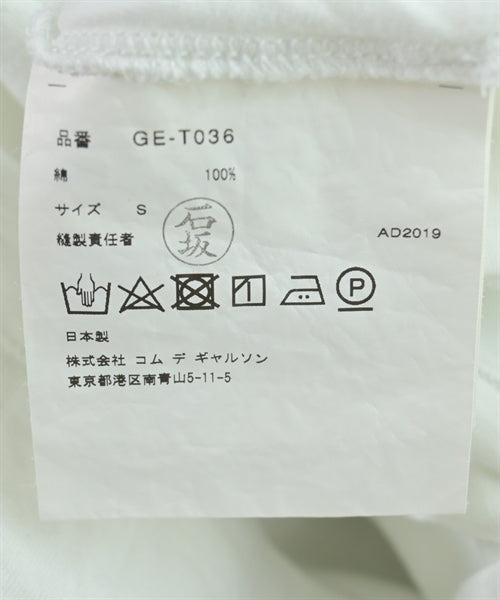 品番 GE-T036
綿 100%
サイズ S
縫製責任者 石坂
AD2019
P
日本製
株式会社 コム デ ギャルソン
東京都港区南青山5-11-5